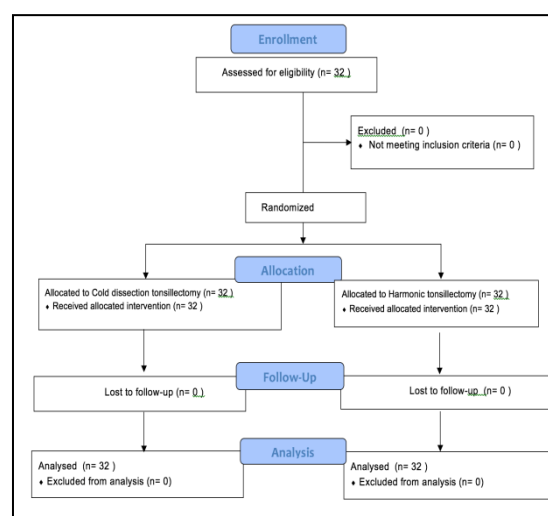 Enrollment
Assessed for eligibility (n= 32 )
Excluded (n= 0 )
♦ Not meeting inclusion criteria (n= 0 )
Randomized
Allocation
Allocated to Cold dissection tonsillectomy (n= 32 )
♦ Received allocated intervention (n= 32 )
Allocated to Harmonic tonsillectomy (n= 32 )
♦ Received allocated intervention (n= 32 )
Follow-Up
Lost to follow-up (n= 0 )
Lost to follow-up (n= 0 )
Analysis
Analysed (n= 32 )
♦ Excluded from analysis (n= 0)
Analysed (n= 32 )
♦ Excluded from analysis (n= 0)